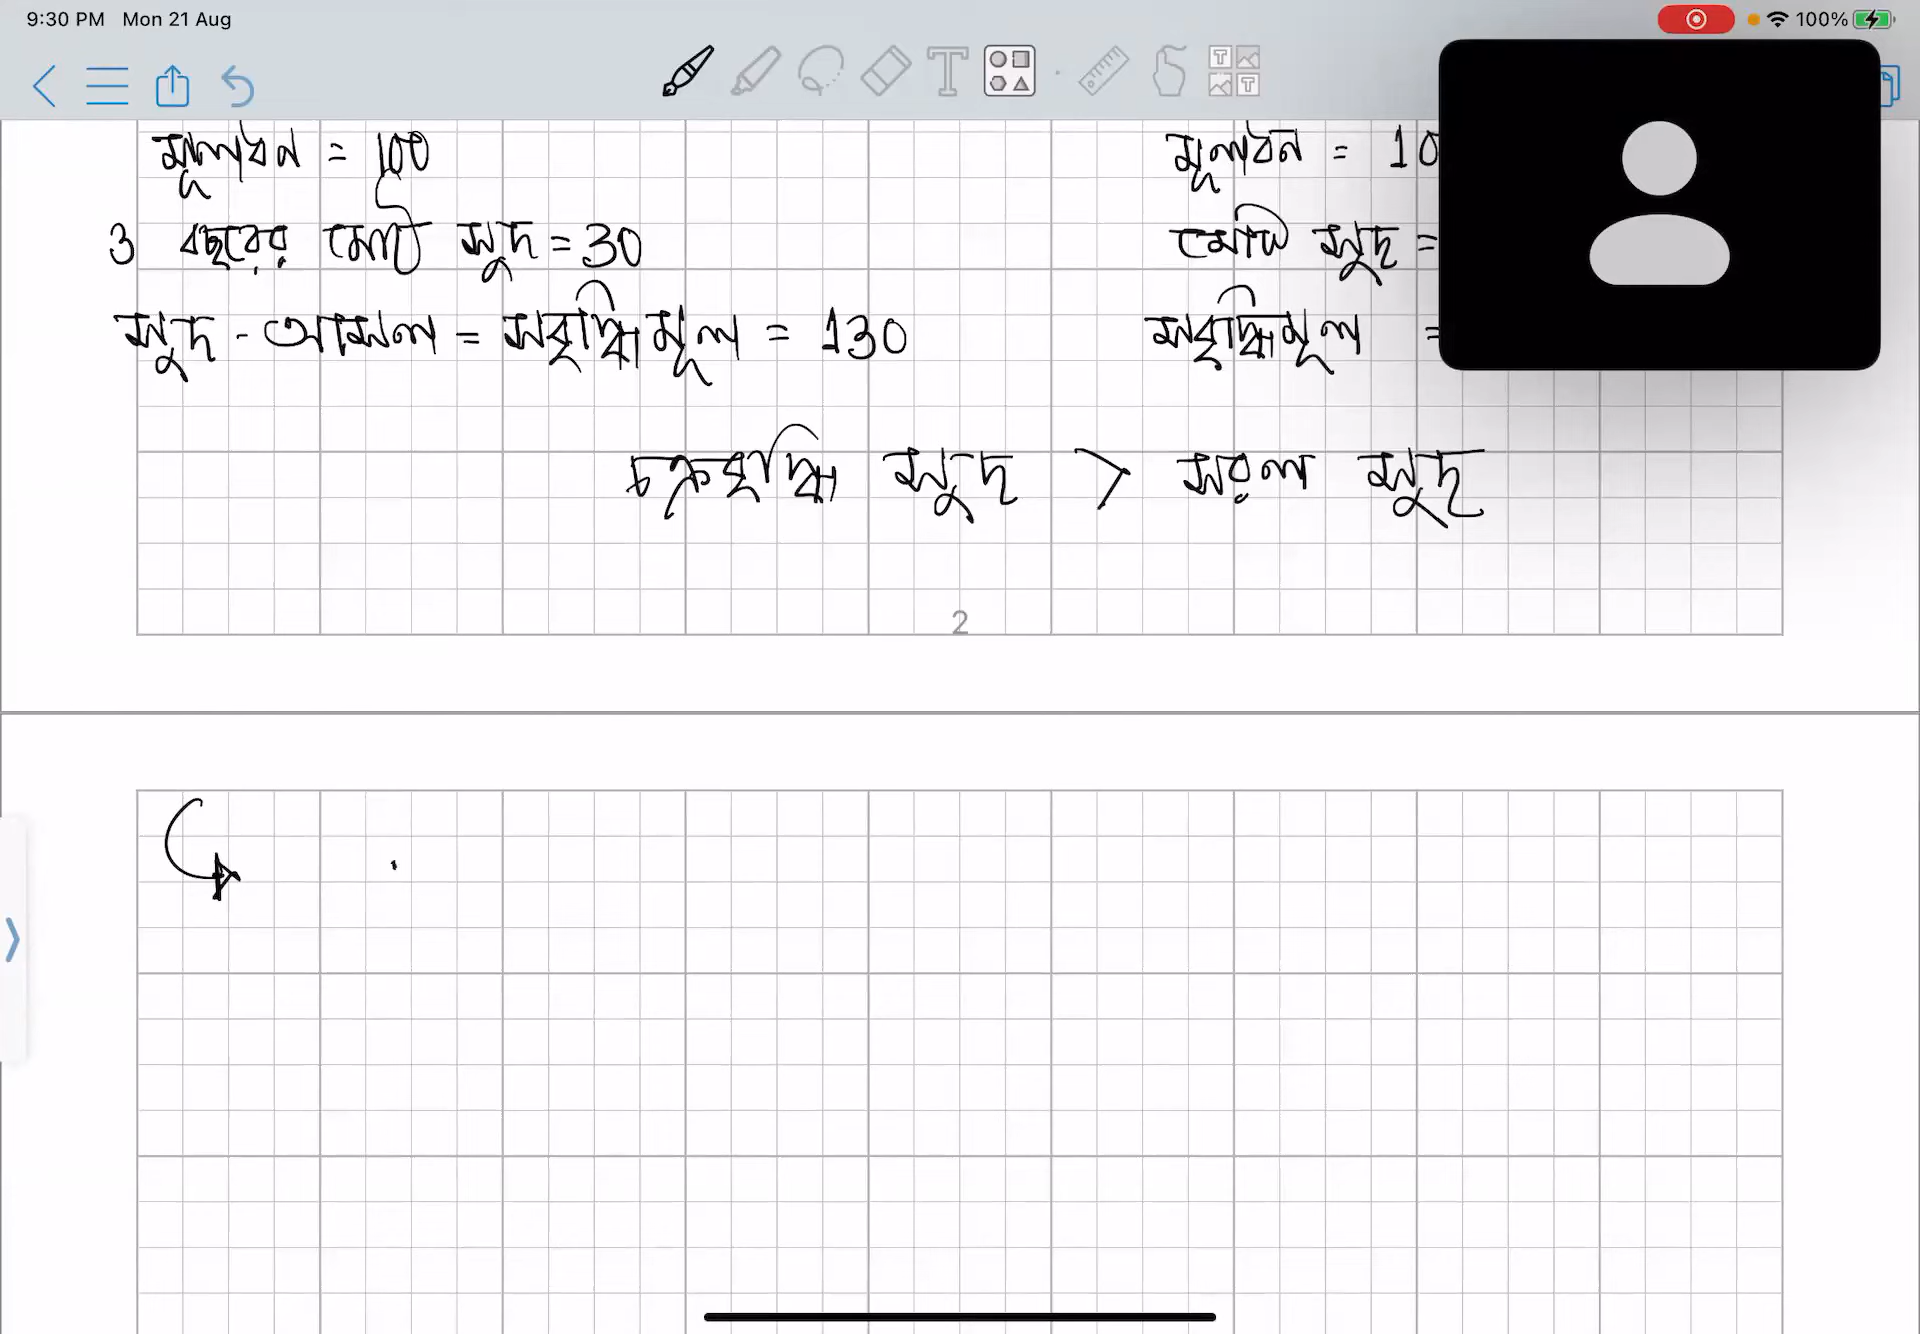 9:30 PM Mon 21 Aug
100%
মূলধন = 100
মূলধন = 10
3 বছরের মোট সুদ = 30
মোট সুদ =
সুদ - আসল = সবৃদ্ধিমূল = 130
সবৃদ্ধিমূল =
চক্রবৃদ্ধি সুদ > সরল সুদ
2